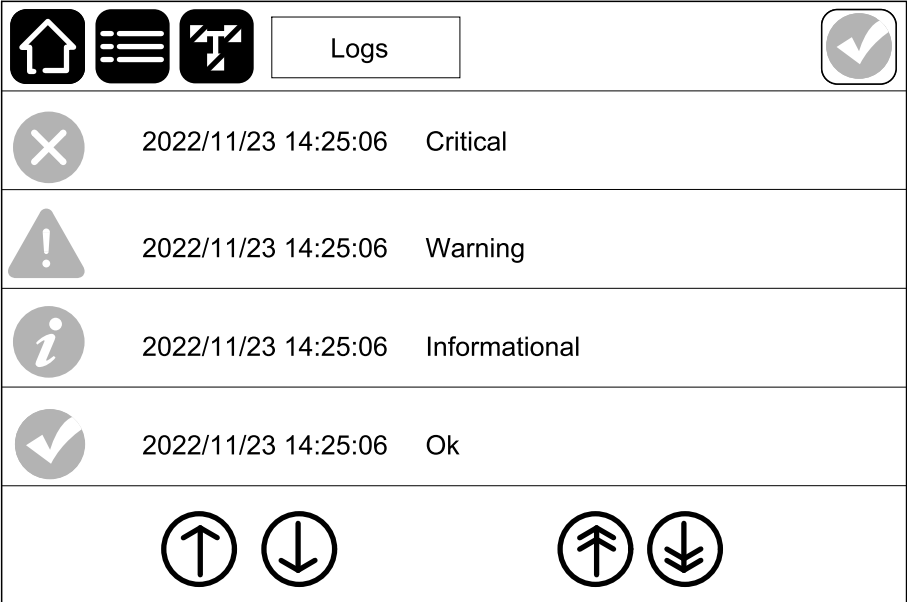 Logs
2022/11/23 14:25:06 Critical
2022/11/23 14:25:06 Warning
2022/11/23 14:25:06 Informational
2022/11/23 14:25:06 Ok